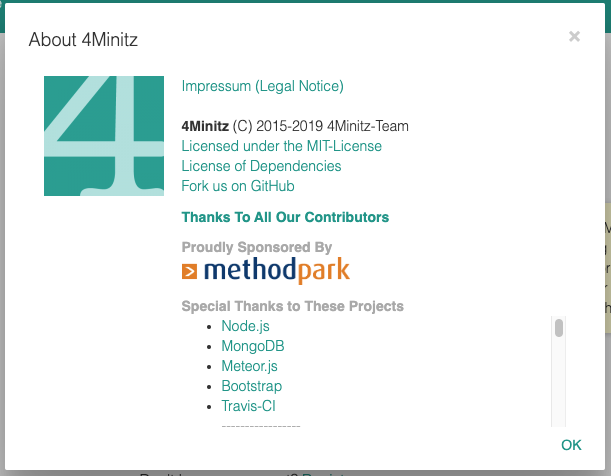 About 4Minitz
×
4
Impressum (Legal Notice)
4Minitz (C) 2015-2019 4Minitz-Team
Licensed under the MIT-License
License of Dependencies
Fork us on GitHub
Thanks To All Our Contributors
Proudly Sponsored By
methodpark
Special Thanks to These Projects
• Node.js
• MongoDB
• Meteor.js
• Bootstrap
• Travis-CI
-----------------
OK